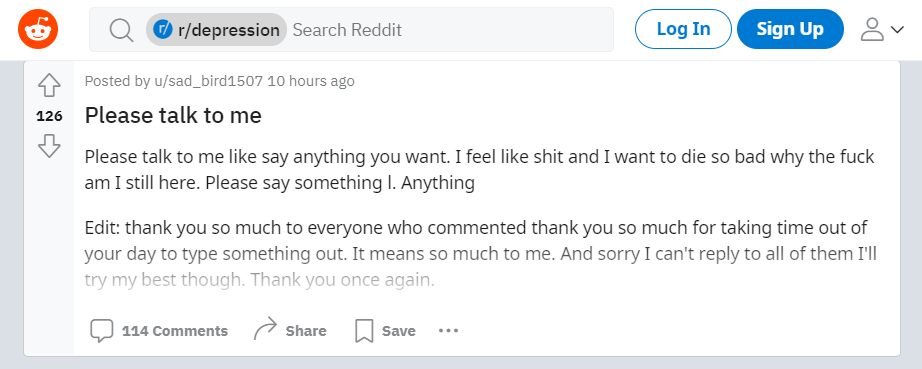 r/ r/depression Search Reddit Log In Sign Up
Posted by u/sad_bird1507 10 hours ago
126
Please talk to me
Please talk to me like say anything you want. I feel like shit and I want to die so bad why the fuck
am I still here. Please say something l. Anything
Edit: thank you so much to everyone who commented thank you so much for taking time out of
your day to type something out. It means so much to me. And sorry I can't reply to all of them I'll
try my best though. Thank you once again.
114 Comments Share Save